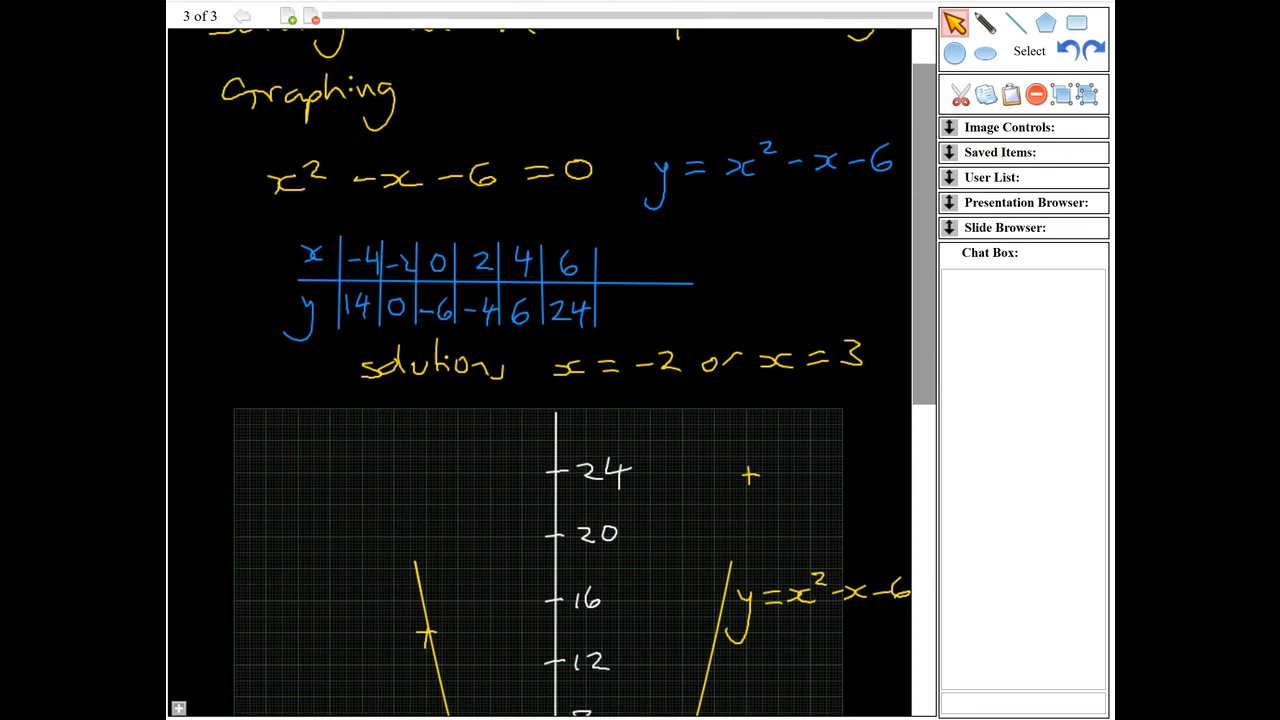 3 of 3
Graphing
x² - x - 6 = 0 y = x² - x - 6
x | -4 | -2 | 0 | 2 | 4 | 6 |
y | 14 | 0 | -6 | -4 | 6 | 24 |
solution, x = -2 or x = 3
24
20
16
12
y = x² - x - 6
Select
Image Controls:
Saved Items:
User List:
Presentation Browser:
Slide Browser:
Chat Box: